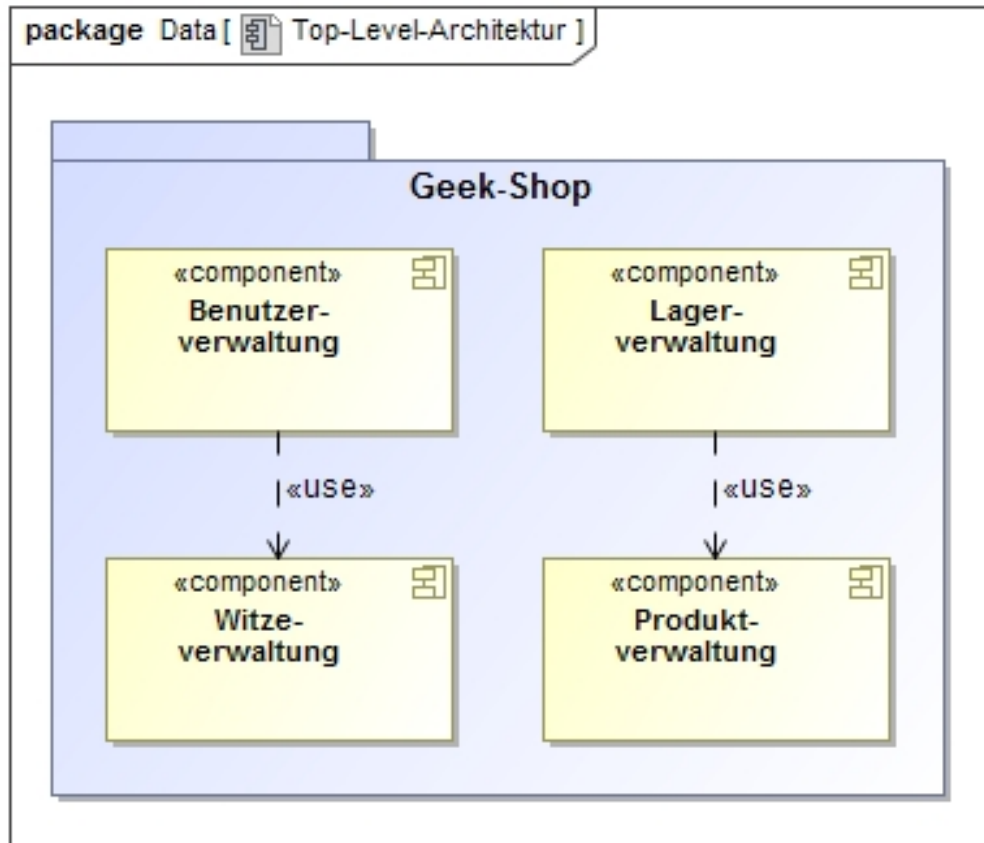 package Data [ Top-Level-Architektur ]
Geek-Shop
«component»
Benutzer-
verwaltung
«component»
Lager-
verwaltung
«use»
«use»
«component»
Witze-
verwaltung
«component»
Produkt-
verwaltung